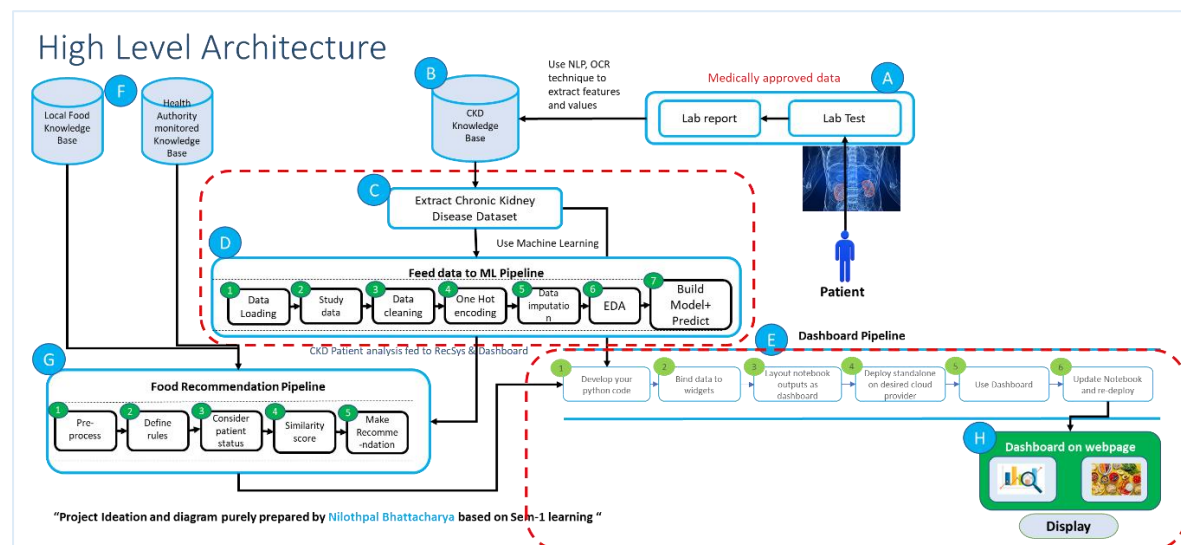 High Level Architecture
F
Local Food
Knowledge
Base
Health
Authority
monitored
Knowledge
Base
B
CKD
Knowledge
Base
Use NLP, OCR
technique to
extract features
and values
Medically approved data
A
Lab report
Lab Test
Patient
C
Extract Chronic Kidney
Disease Dataset
Use Machine Learning
D
Feed data to ML Pipeline
1
Data
Loading
2
Study
data
3
Data
cleaning
4
One Hot
encoding
5
Data
imputatio
n
6
EDA
7
Build
Model+
Predict
CKD Patient analysis fed to RecSys & Dashboard
E
Dashboard Pipeline
1
Develop your
python code
2
Bind data to
widgets
3
Layout notebook
outputs as
dashboard
4
Deploy standalone
on desired cloud
provider
5
Use Dashboard
6
Update Notebook
and re-deploy
G
Food Recommendation Pipeline
1
Pre-
process
2
Define
rules
3
Consider
patient
status
4
Similarity
score
5
Make
Recomme
-ndation
H
Dashboard on webpage
Display
“Project Ideation and diagram purely prepared by Nilothpal Bhattacharya based on Sem-1 learning “